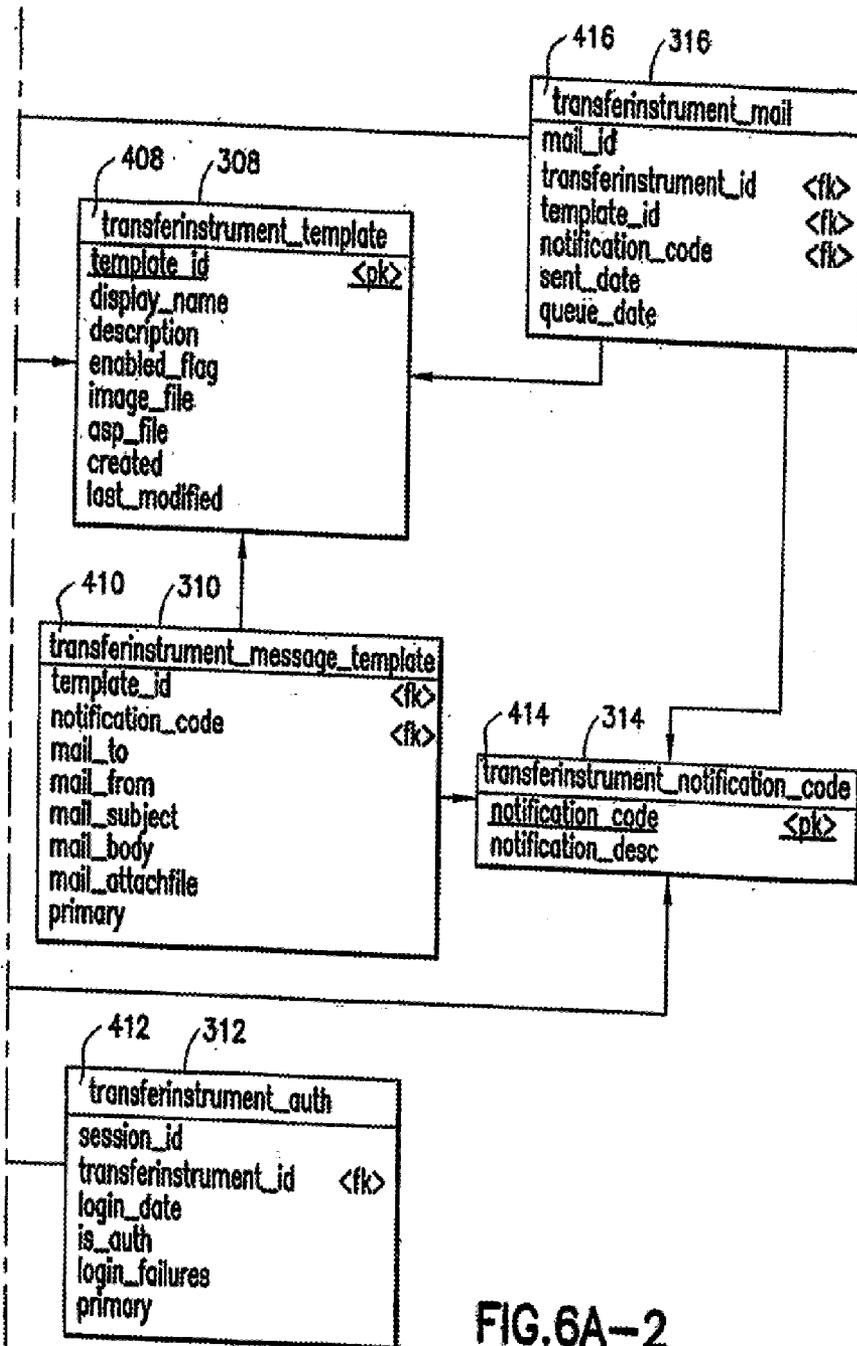 416 316
transferinstrument_mail
mail_id
transferinstrument_id <fk>
template_id <fk>
notification_code <fk>
sent_date
queue_date
408 308
transferinstrument_template
template_id <pk>
display_name
description
enabled_flag
image_file
asp_file
created
last_modified
410 310
transferinstrument_message_template
template_id <fk>
notification_code <fk>
mail_to
mail_from
mail_subject
mail_body
mail_attachfile
primary
414 314
transferinstrument_notification_code
notification_code <pk>
notification_desc
412 312
transferinstrument_auth
session_id
transferinstrument_id <fk>
login_date
is_auth
login_failures
primary
FIG.6A-2